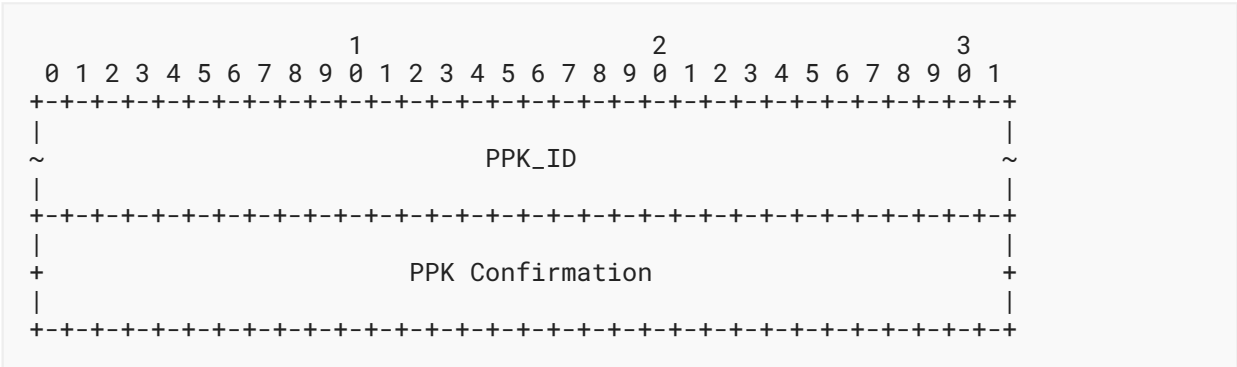 1                   2                   3
 0 1 2 3 4 5 6 7 8 9 0 1 2 3 4 5 6 7 8 9 0 1 2 3 4 5 6 7 8 9 0 1
+-+-+-+-+-+-+-+-+-+-+-+-+-+-+-+-+-+-+-+-+-+-+-+-+-+-+-+-+-+-+-+-+
|                                                               |
~                             PPK_ID                            ~
|                                                               |
+-+-+-+-+-+-+-+-+-+-+-+-+-+-+-+-+-+-+-+-+-+-+-+-+-+-+-+-+-+-+-+-+
|                                                               |
+                        PPK Confirmation                       +
|                                                               |
+-+-+-+-+-+-+-+-+-+-+-+-+-+-+-+-+-+-+-+-+-+-+-+-+-+-+-+-+-+-+-+-+